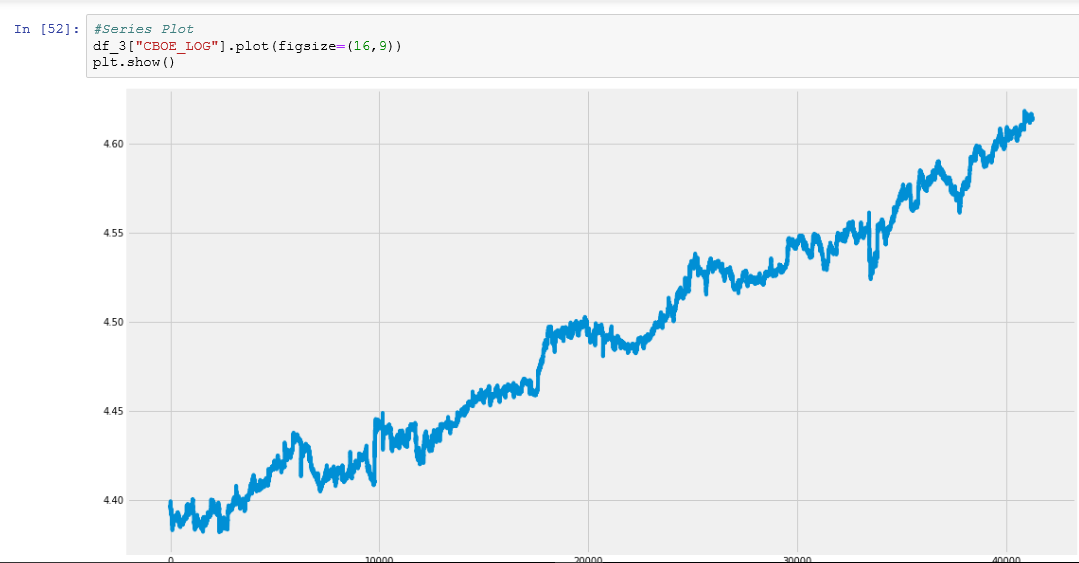 In [52]: #Series Plot
df_3["CBOE_LOG"].plot(figsize=(16,9))
plt.show()
4.60
4.55
4.50
4.45
4.40
0 10000 20000 30000 40000